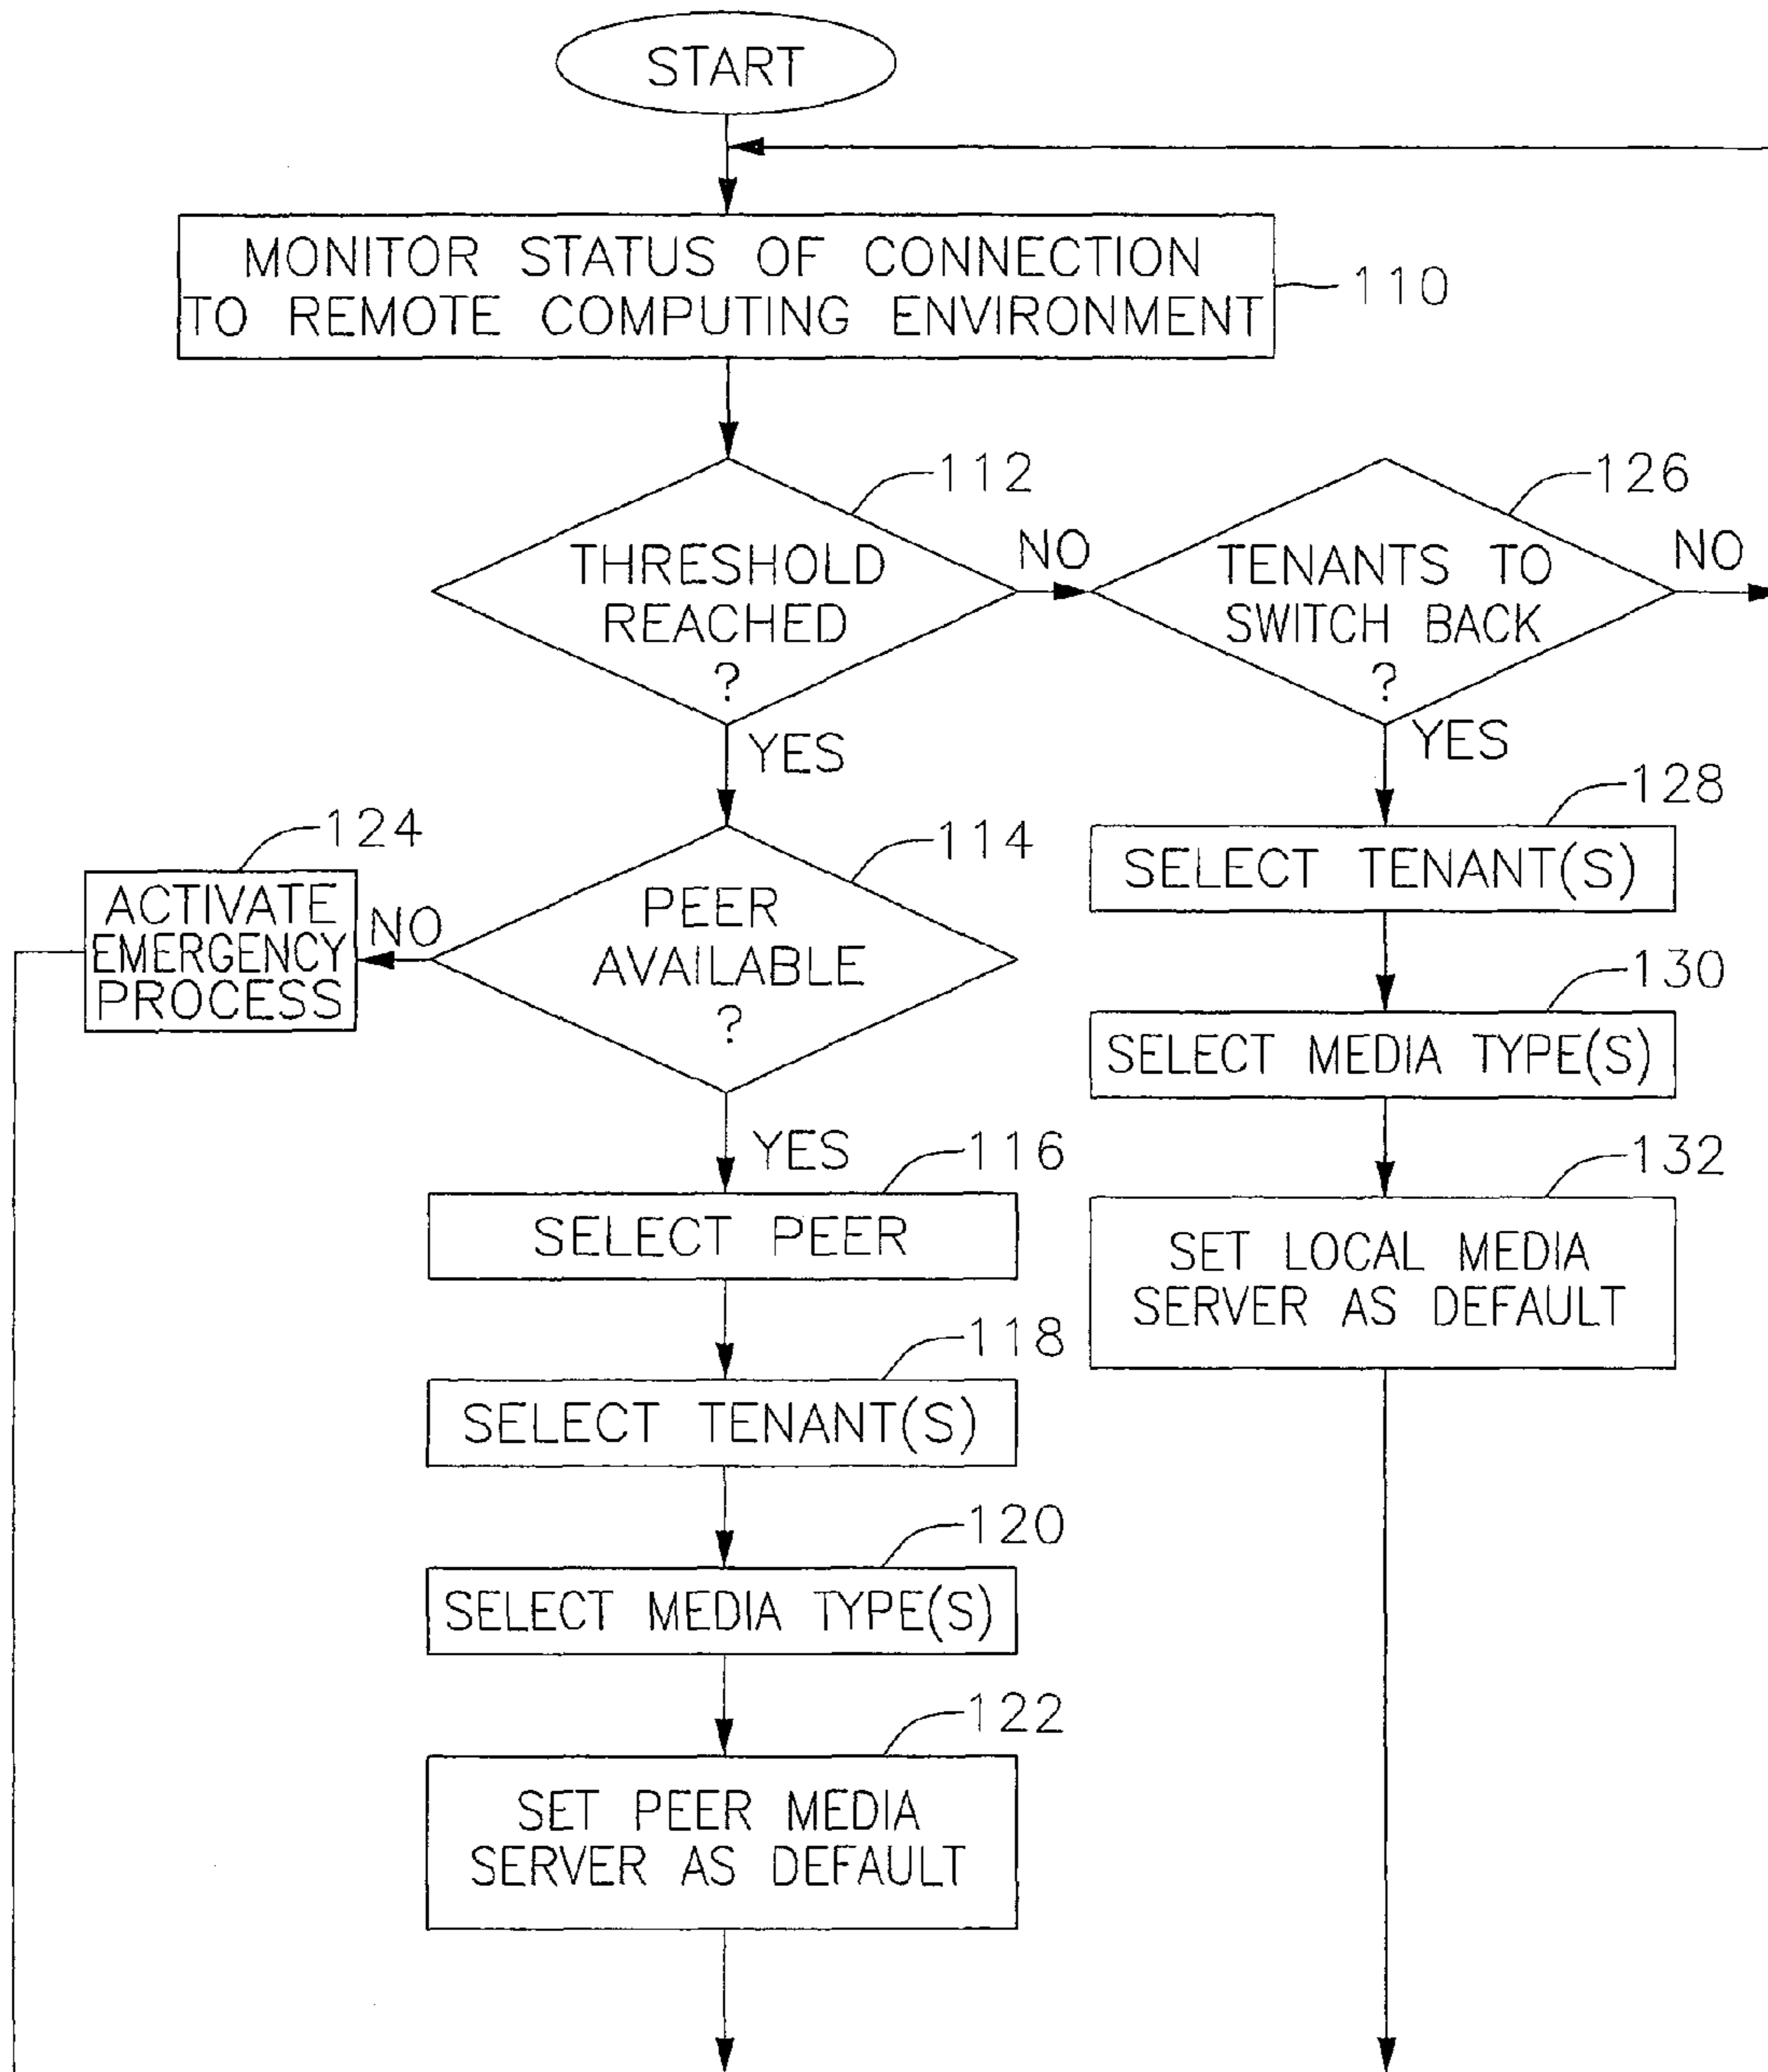 START
MONITOR STATUS OF CONNECTION
TO REMOTE COMPUTING ENVIRONMENT
110
112
THRESHOLD
REACHED
?
NO
126
TENANTS TO
SWITCH BACK
?
NO
YES
YES
124
ACTIVATE
EMERGENCY
PROCESS
NO
114
PEER
AVAILABLE
?
128
SELECT TENANT(S)
130
SELECT MEDIA TYPE(S)
YES
116
SELECT PEER
132
SET LOCAL MEDIA
SERVER AS DEFAULT
118
SELECT TENANT(S)
120
SELECT MEDIA TYPE(S)
122
SET PEER MEDIA
SERVER AS DEFAULT